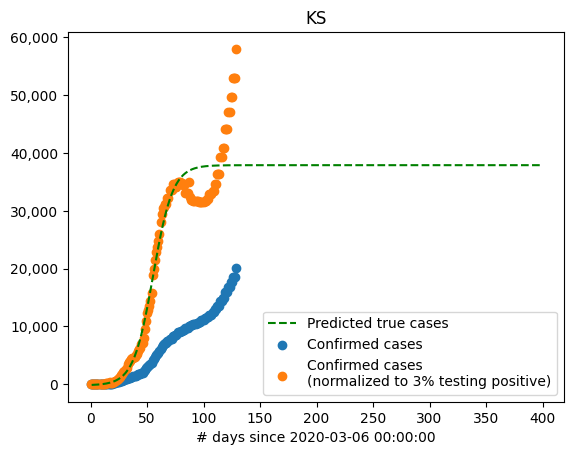 KS
60,000
50,000
40,000
30,000
20,000
10,000
0
Predicted true cases
Confirmed cases
Confirmed cases
(normalized to 3% testing positive)
0 50 100 150 200 250 300 350 400
# days since 2020-03-06 00:00:00